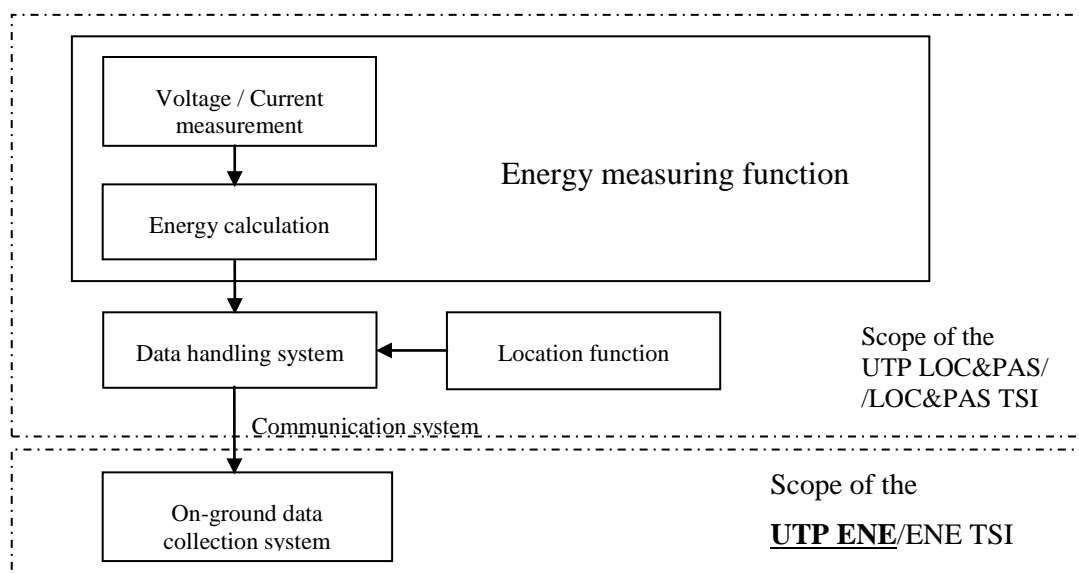 Voltage / Current
measurement
Energy measuring function
Energy calculation
Data handling system
Location function
Scope of the
UTP LOC&PAS/
/LOC&PAS TSI
Communication system
On-ground data
collection system
Scope of the
UTP ENE/ENE TSI